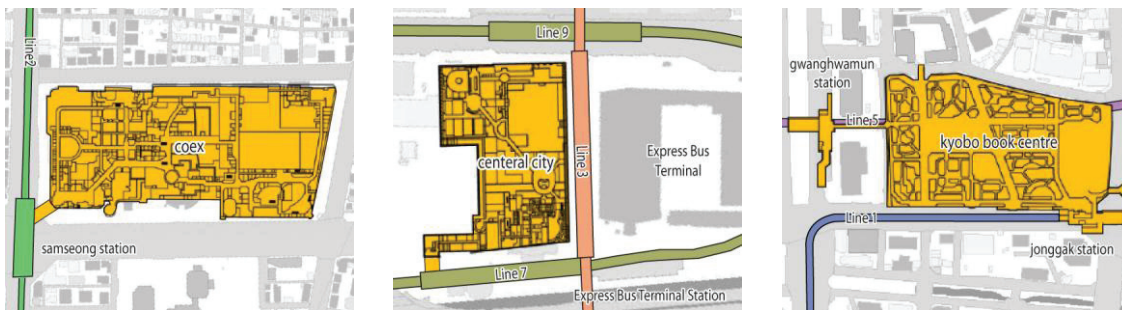 Line2
coex
samseong station
Line 9
centeral city
Line 3
Express Bus
Terminal
Line 7
Express Bus Terminal Station
gwanghwamun
station
Line 5
kyobo book centre
Line 1
jonggak station